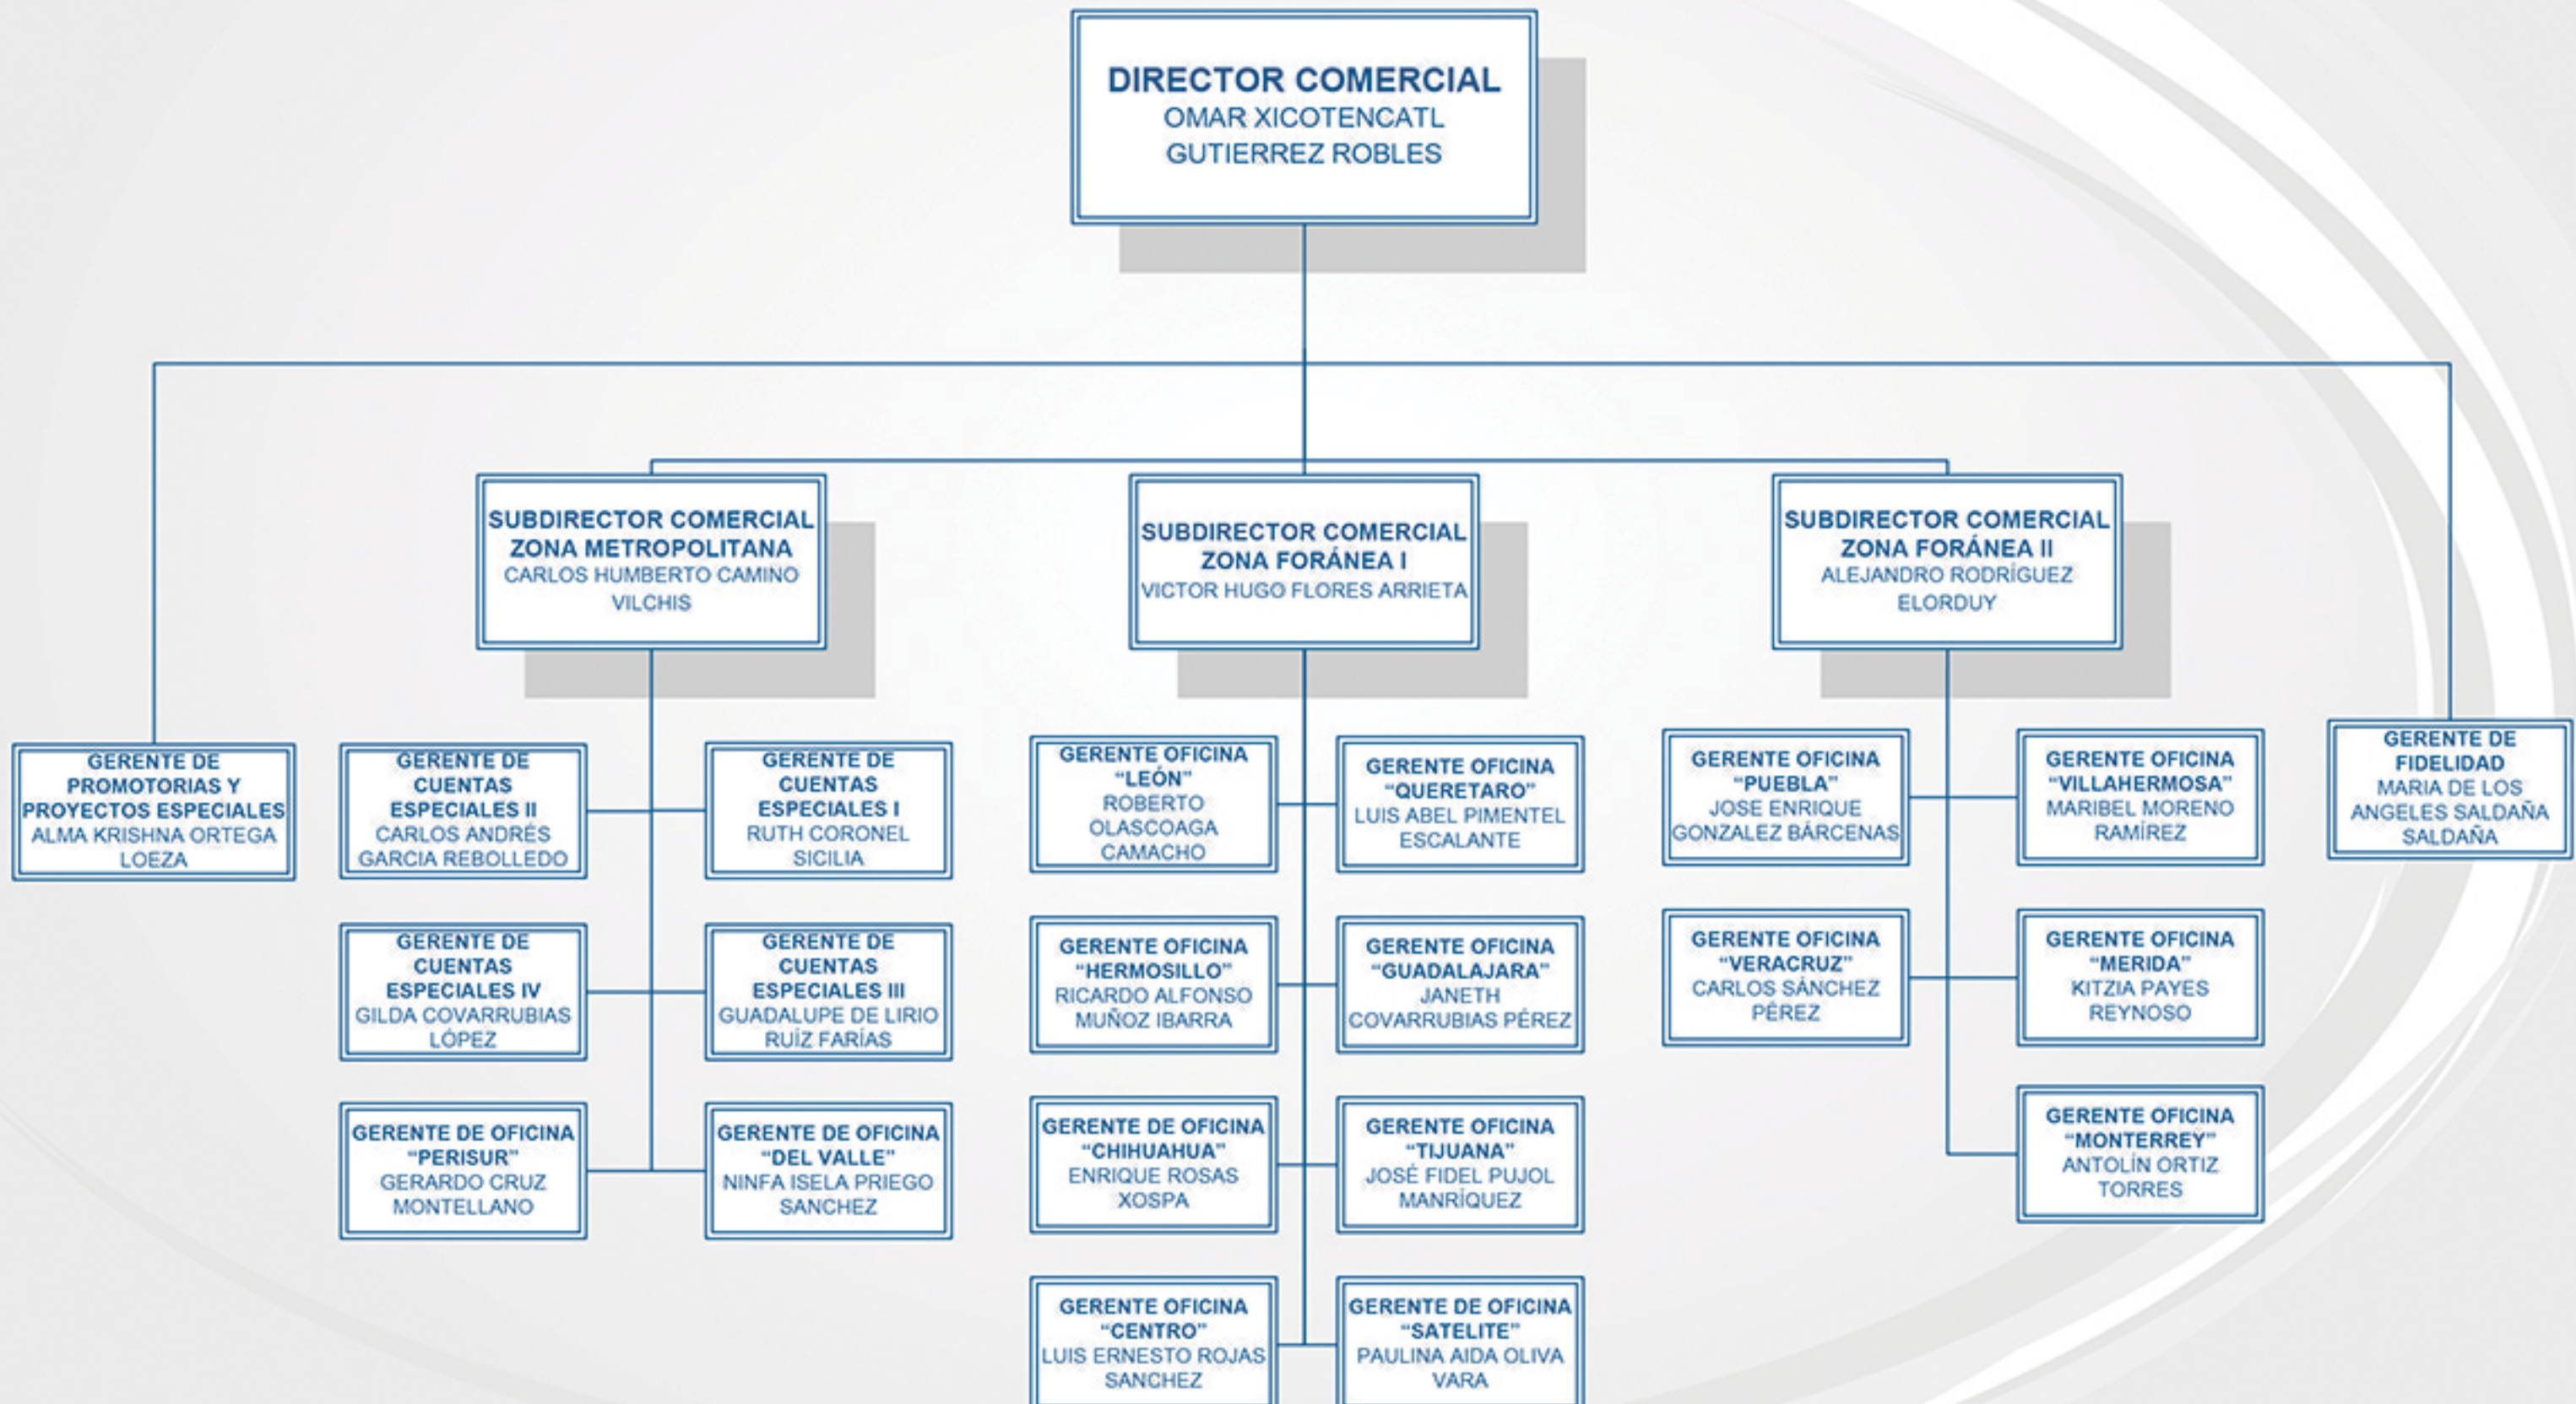 DIRECTOR COMERCIAL
OMAR XICOTENCATL
GUTIERREZ ROBLES
SUBDIRECTOR COMERCIAL
ZONA METROPOLITANA
CARLOS HUMBERTO CAMINO
VILCHIS
SUBDIRECTOR COMERCIAL
ZONA FORÁNEA I
VICTOR HUGO FLORES ARRIETA
SUBDIRECTOR COMERCIAL
ZONA FORÁNEA II
ALEJANDRO RODRÍGUEZ
ELORDUY
GERENTE DE
PROMOTORIAS Y
PROYECTOS ESPECIALES
ALMA KRISHNA ORTEGA
LOEZA
GERENTE DE
CUENTAS
ESPECIALES II
CARLOS ANDRÉS
GARCIA REBOLLEDO
GERENTE DE
CUENTAS
ESPECIALES I
RUTH CORONEL
SICILIA
GERENTE OFICINA
“LEÓN”
ROBERTO
OLASCOAGA
CAMACHO
GERENTE OFICINA
“QUERETARO”
LUIS ABEL PIMENTEL
ESCALANTE
GERENTE OFICINA
“PUEBLA”
JOSE ENRIQUE
GONZALEZ BÁRCENAS
GERENTE OFICINA
“VILLAHERMOSA”
MARIBEL MORENO
RAMÍREZ
GERENTE DE
FIDELIDAD
MARIA DE LOS
ANGELES SALDAÑA
SALDAÑA
GERENTE DE
CUENTAS
ESPECIALES IV
GILDA COVARRUBIAS
LÓPEZ
GERENTE DE
CUENTAS
ESPECIALES III
GUADALUPE DE LIRIO
RUÍZ FARÍAS
GERENTE OFICINA
“HERMOSILLO”
RICARDO ALFONSO
MUÑOZ IBARRA
GERENTE OFICINA
“GUADALAJARA”
JANETH
COVARRUBIAS PÉREZ
GERENTE OFICINA
“VERACRUZ”
CARLOS SÁNCHEZ
PÉREZ
GERENTE OFICINA
“MERIDA”
KITZIA PAYES
REYNOSO
GERENTE DE OFICINA
“PERISUR”
GERARDO CRUZ
MONTELLANO
GERENTE DE OFICINA
“DEL VALLE”
NINFA ISELA PRIEGO
SANCHEZ
GERENTE DE OFICINA
“CHIHUAHUA”
ENRIQUE ROSAS
XOSPA
GERENTE OFICINA
“TIJUANA”
JOSÉ FIDEL PUJOL
MANRÍQUEZ
GERENTE OFICINA
“MONTERREY”
ANTOLÍN ORTIZ
TORRES
GERENTE OFICINA
“CENTRO”
LUIS ERNESTO ROJAS
SANCHEZ
GERENTE DE OFICINA
“SATELITE”
PAULINA AIDA OLIVA
VARA